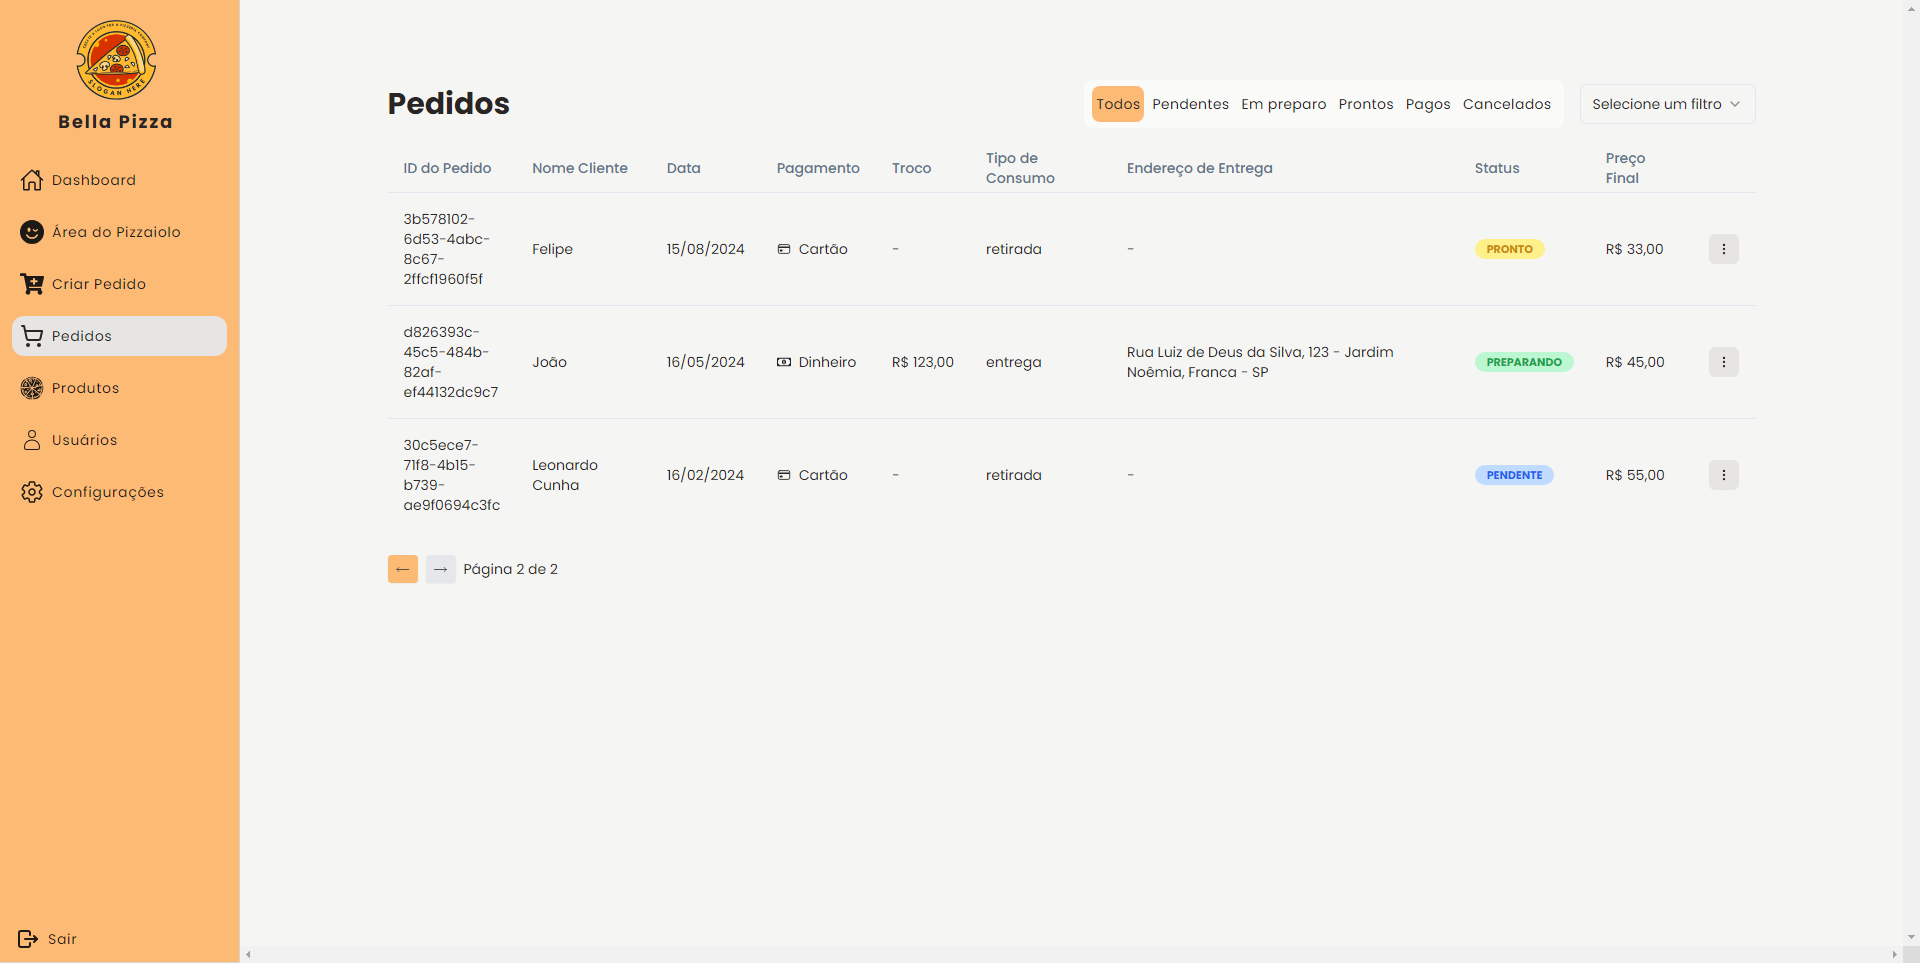 SLOGAN HERE
Bella Pizza
Dashboard
Área do Pizzaiolo
Criar Pedido
Pedidos
Produtos
Usuários
Configurações
Sair
Pedidos
Todos Pendentes Em preparo Prontos Pagos Cancelados
Selecione um filtro
ID do Pedido Nome Cliente Data Pagamento Troco Tipo de Consumo Endereço de Entrega Status Preço Final
3b578102-
6d53-4abc-
8c67-
2ffcf1960f5f
Felipe 15/08/2024 Cartão - retirada - PRONTO R$ 33,00
d826393c-
45c5-484b-
82af-
ef44132dc9c7
João 16/05/2024 Dinheiro R$ 123,00 entrega
Rua Luiz de Deus da Silva, 123 - Jardim
Noêmia, Franca - SP
PREPARANDO R$ 45,00
30c5ece7-
71f8-4b15-
b739-
ae9f0694c3fc
Leonardo
Cunha
16/02/2024 Cartão - retirada - PENDENTE R$ 55,00
← → Página 2 de 2